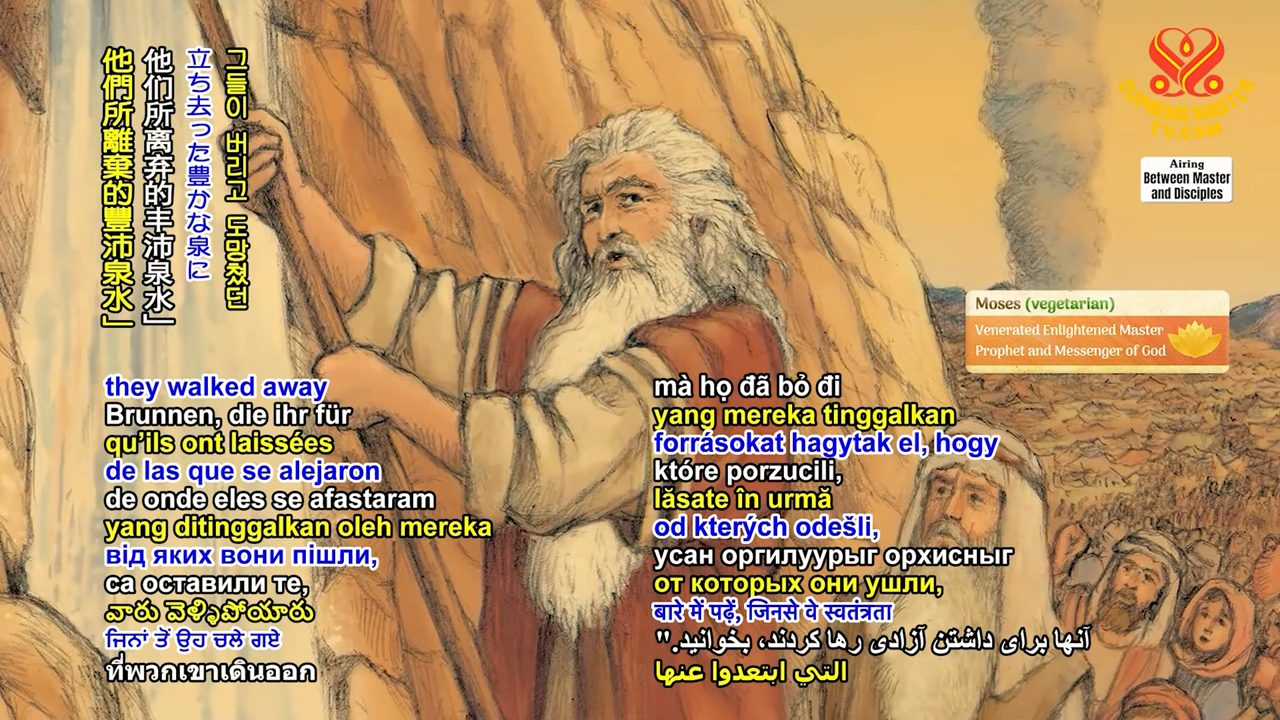 그들이 버리고 도망쳤던
立ち去った豊かな泉に
他们所离弃的丰沛泉水」
他們所離棄的豐沛泉水」
SUPREME MASTER
TV.COM
Airing
Between Master
and Disciples
Moses (vegetarian)
Venerated Enlightened Master
Prophet and Messenger of God
they walked away
Brunnen, die ihr für
qu'ils ont laissées
de las que se alejaron
de onde eles se afastaram
yang ditinggalkan oleh mereka
від яких вони пішли,
са оставили те,
వారు వెళ్ళిపోయారు
ਜਿਨਾਂ ਤੋਂ ਉਹ ਚਲੇ ਗਏ
ที่พวกเขาเดินออก
mà họ đã bỏ đi
yang mereka tinggalkan
forrásokat hagytak el, hogy
które porzucili,
lăsate în urmă
od kterých odešli,
усан оргилуурыг орхисныг
от которых они ушли,
बारे में पढ़ें, जिनसे वे स्वतंत्रता
آنها برای داشتن آزادی رها کردند، بخوانید."
التي ابتعدوا عنها